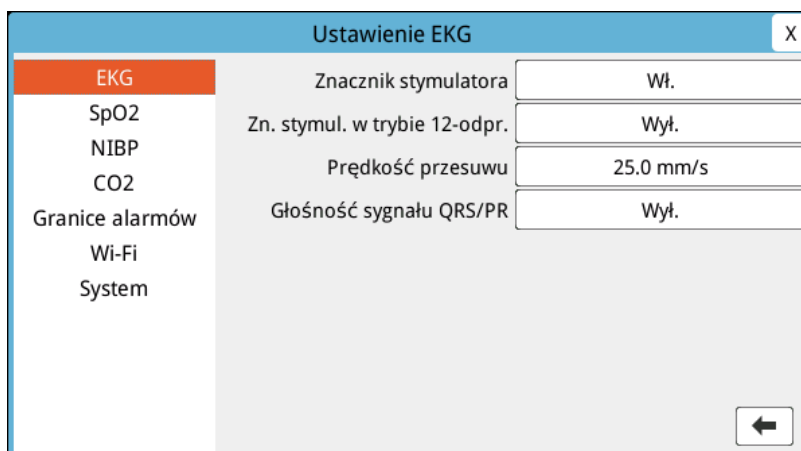 Ustawienie EKG
X
EKG
SpO2
NIBP
CO2
Granice alarmów
Wi-Fi
System
Znacznik stymulatora Wł.
Zn. stymul. w trybie 12-odpr. Wył.
Prędkość przesuwu 25.0 mm/s
Głośność sygnału QRS/PR Wył.